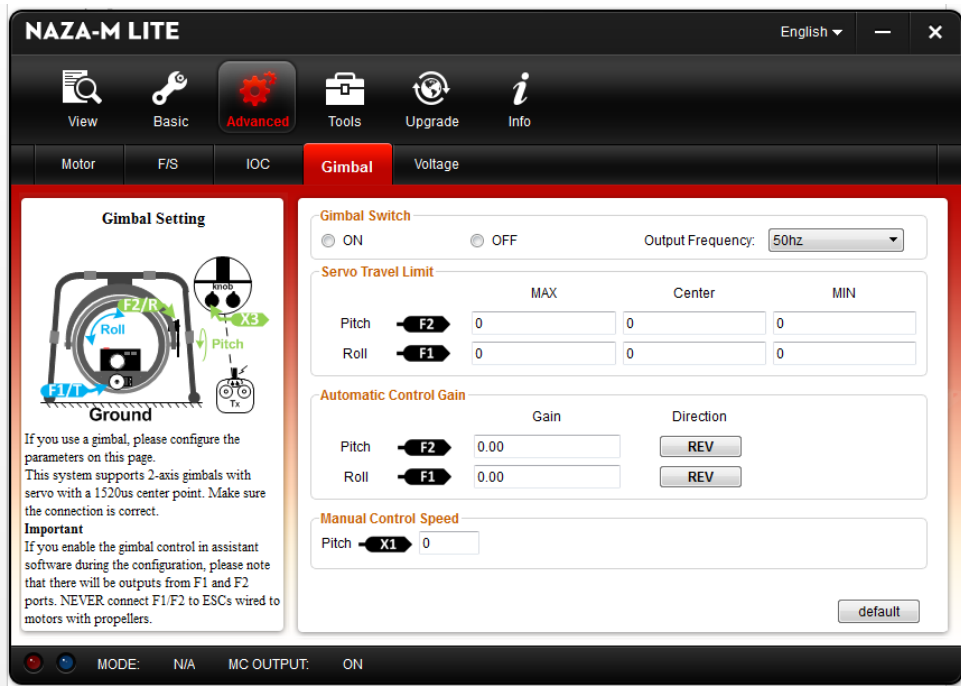 NAZA-M LITE
English
View Basic Advanced Tools Upgrade Info
Motor F/S IOC Gimbal Voltage
Gimbal Setting
knob
F2/R
X3
Roll
Pitch
F1/T
Tx
Ground
If you use a gimbal, please configure the
parameters on this page.
This system supports 2-axis gimbals with
servo with a 1520us center point. Make sure
the connection is correct.
Important
If you enable the gimbal control in assistant
software during the configuration, please note
that there will be outputs from F1 and F2
ports. NEVER connect F1/F2 to ESCs wired to
motors with propellers.
Gimbal Switch
ON OFF Output Frequency: 50hz
Servo Travel Limit
MAX Center MIN
Pitch F2 0 0 0
Roll F1 0 0 0
Automatic Control Gain
Gain Direction
Pitch F2 0.00 REV
Roll F1 0.00 REV
Manual Control Speed
Pitch X1 0
default
MODE: N/A MC OUTPUT: ON